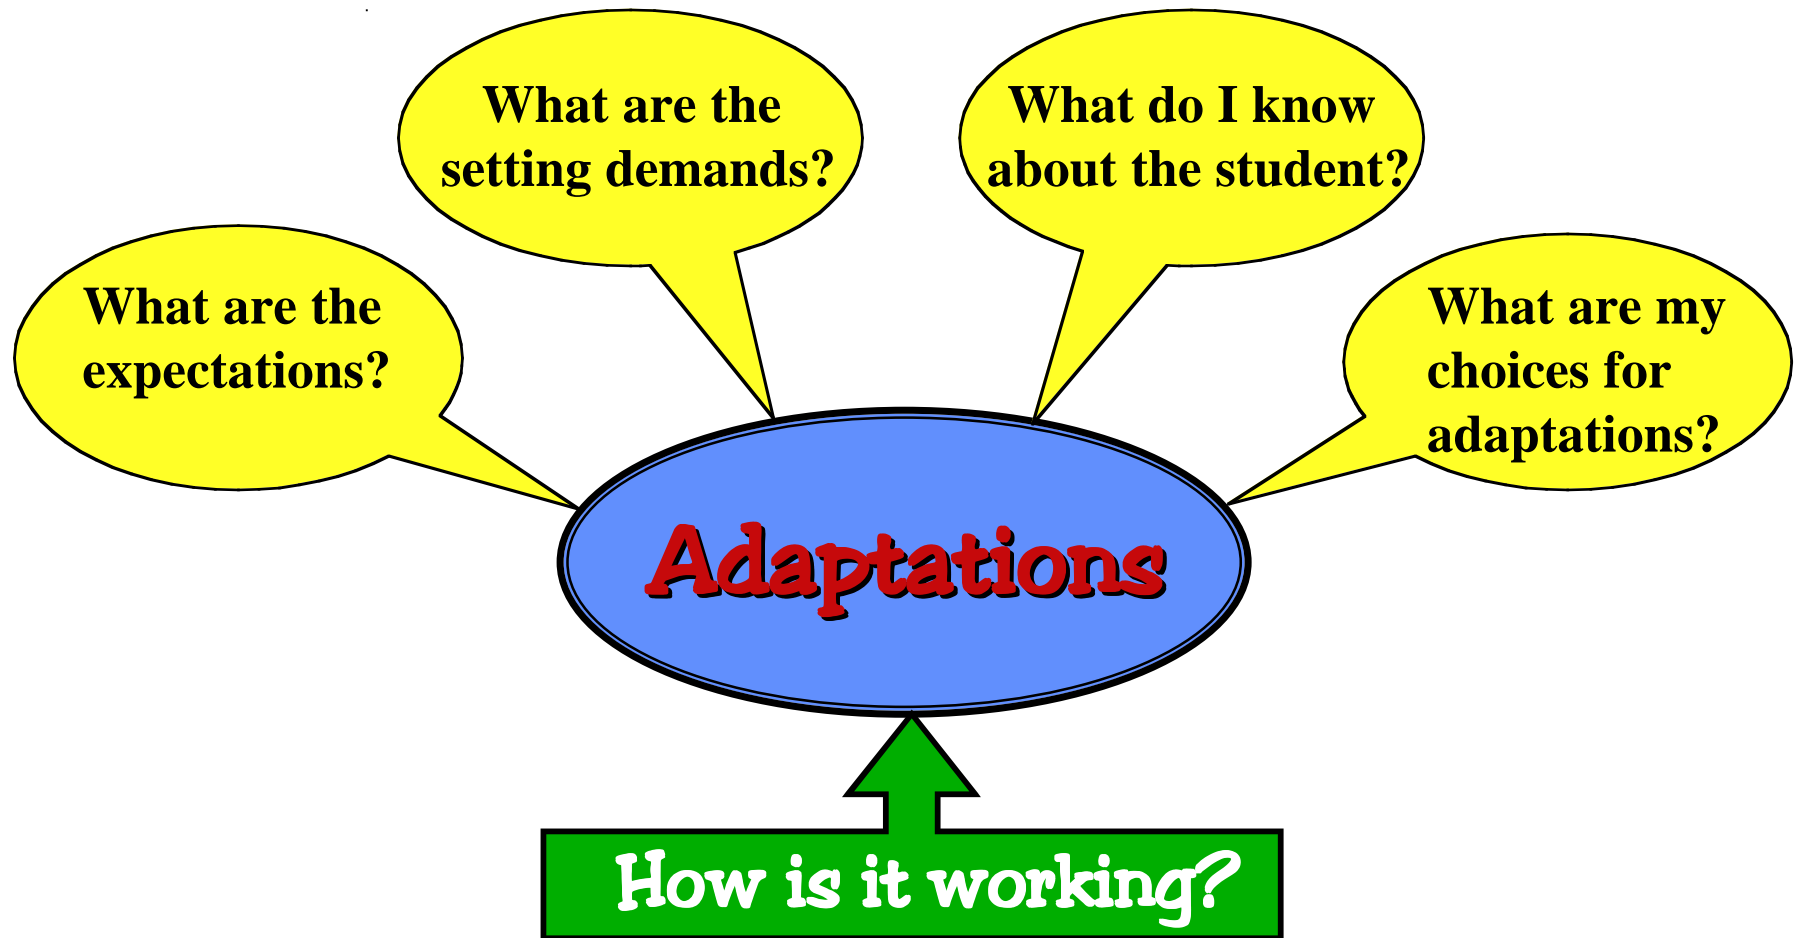 What are the
setting demands?
What do I know
about the student?
What are the
expectations?
What are my
choices for
adaptations?
Adaptations
How is it working?